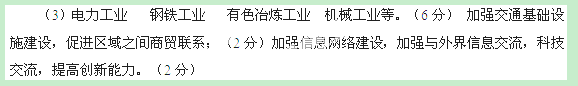 （3）电力工业　钢铁工业　有色冶炼工业　机械工业等。（6分） 加强交通基础设
施建设，促进区域之间商贸联系；（2分）加强信息网络建设，加强与外界信息交流，科技
交流，提高创新能力。（2分）